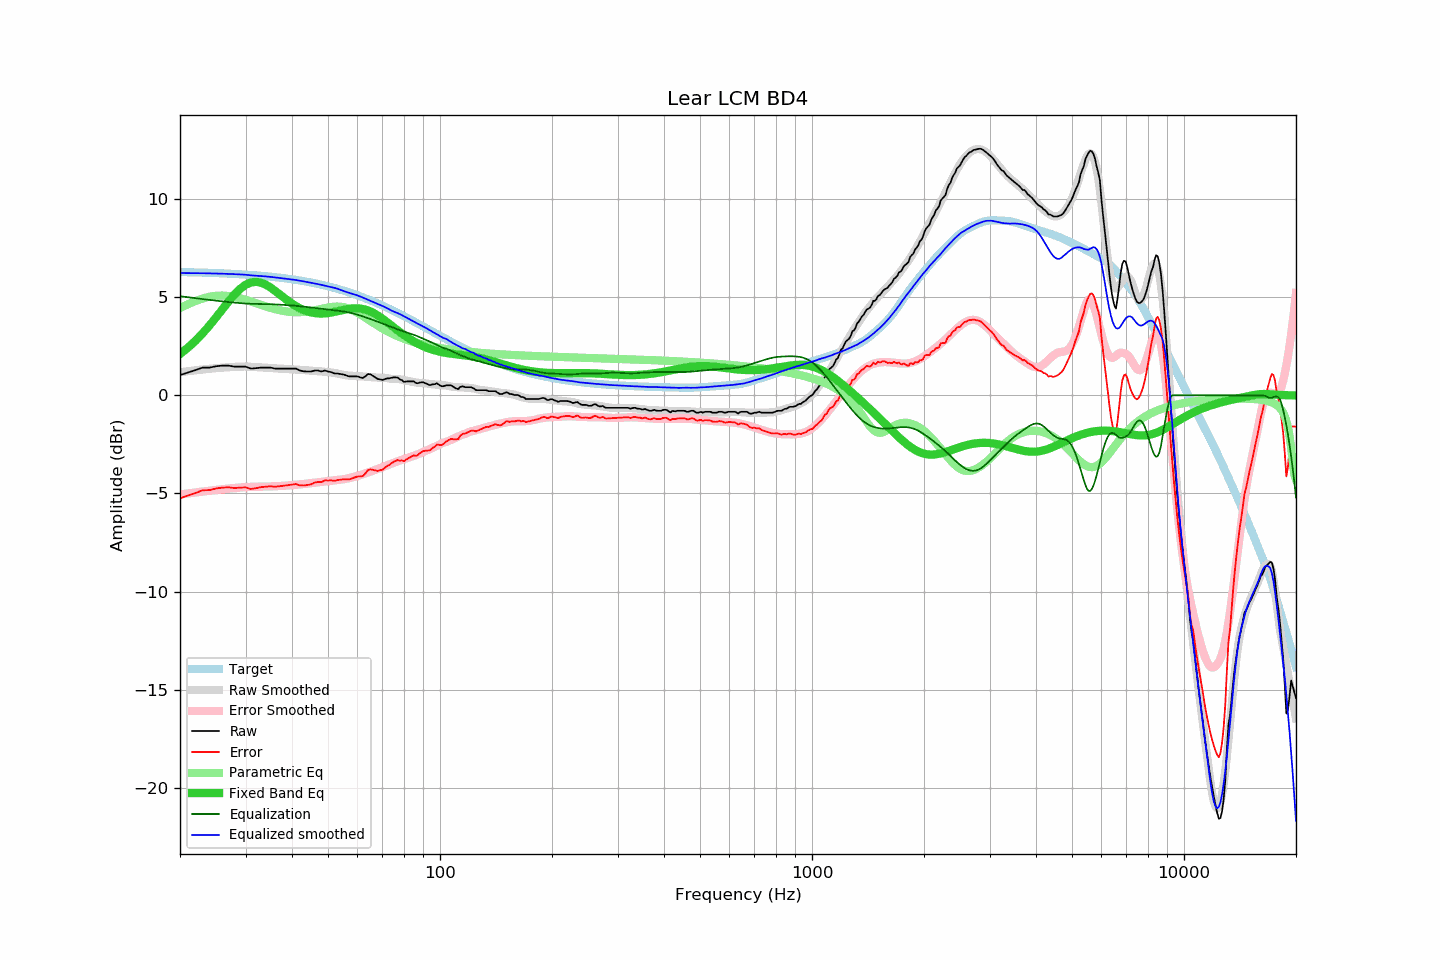 Lear LCM BD4
10
5
0
−5
−10
−15
−20
Amplitude (dBr)
Target
Raw Smoothed
Error Smoothed
Raw
Error
Parametric Eq
Fixed Band Eq
Equalization
Equalized smoothed
100
1000
10000
Frequency (Hz)